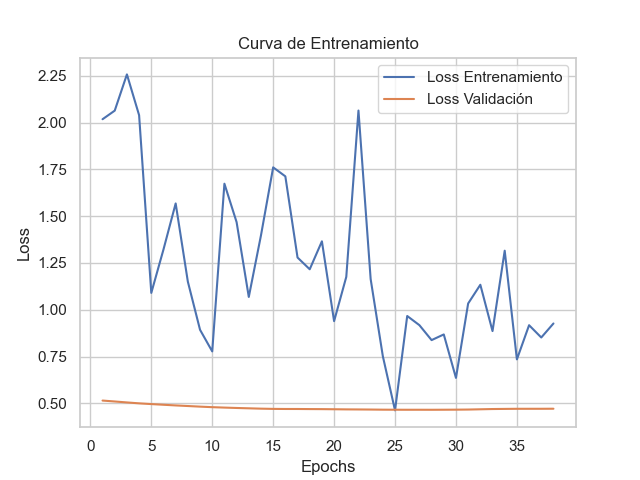 Curva de Entrenamiento
Loss Entrenamiento
Loss Validación
Loss
2.25
2.00
1.75
1.50
1.25
1.00
0.75
0.50
0 5 10 15 20 25 30 35
Epochs